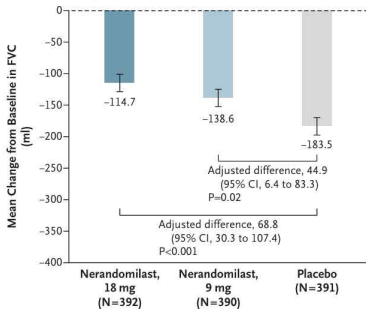 Mean Change from Baseline in FVC
(ml)
0
−50
−100
−150
−200
−250
−300
−350
−400
−114.7
−138.6
−183.5
Adjusted difference, 44.9
(95% CI, 6.4 to 83.3)
P=0.02
Adjusted difference, 68.8
(95% CI, 30.3 to 107.4)
P<0.001
Nerandomilast,
18 mg
(N=392)
Nerandomilast,
9 mg
(N=390)
Placebo
(N=391)